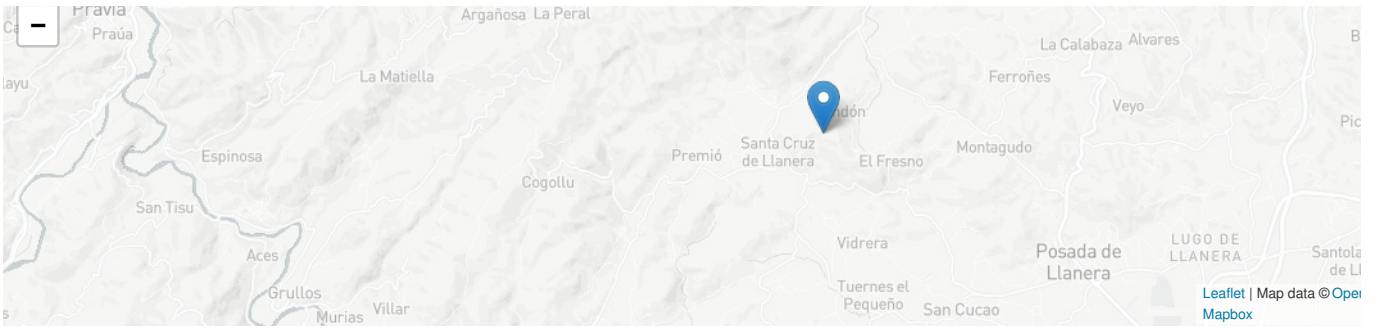 Pravia
Argañosa La Peral
−
Praúa
La Calabaza Alvares
La Matiella
Ferroñes
Veyo
Espinosa
Premió
Santa Cruz
de Llanera
El Fresno
Montagudo
Cogollu
San Tisu
Vidrera
Aces
Posada de
Llanera
LUGO DE
LLANERA
Grullos
Villar
Murias
Tuernes el
Pequeño
San Cucao
Leaflet | Map data ©
Mapbox